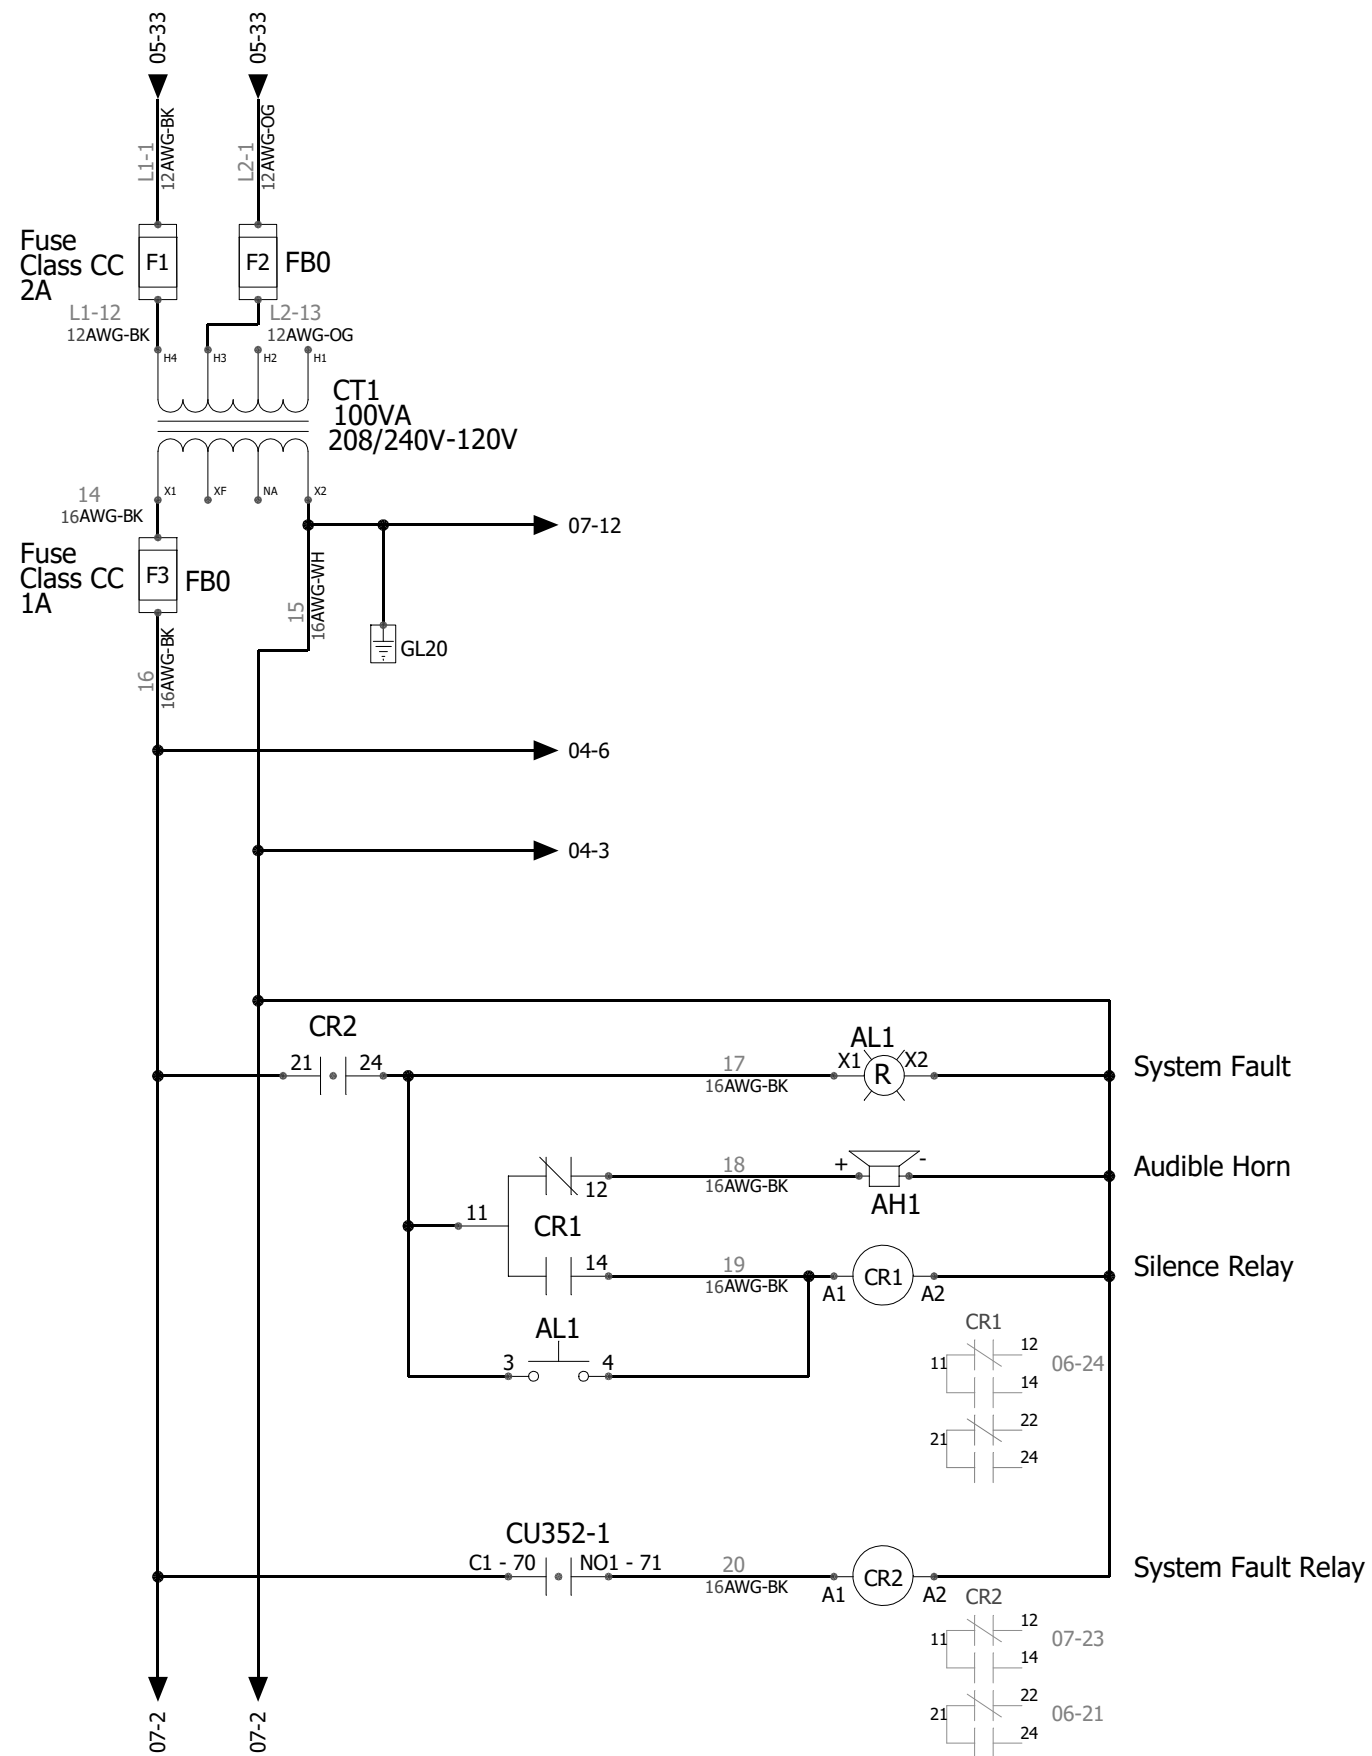 05-33
05-33
L1-1
12AWG-BK
L2-1
12AWG-OG
Fuse
Class CC
2A
F1
F2
FB0
L1-12
12AWG-BK
L2-13
12AWG-OG
H4
H3
H2
H1
CT1
100VA
208/240V-120V
X1
XF
NA
X2
14
16AWG-BK
07-12
Fuse
Class CC
1A
F3
FB0
15
16AWG-WH
GL20
16
16AWG-BK
04-6
04-3
CR2
21
24
17
16AWG-BK
AL1
X1
R
X2
System Fault
12
18
16AWG-BK
+
-
AH1
Audible Horn
11
CR1
14
19
16AWG-BK
A1
CR1
A2
Silence Relay
AL1
3
4
CR1
11
12
14
06-24
21
22
24
CU352-1
C1 - 70
NO1 - 71
20
16AWG-BK
A1
CR2
A2
System Fault Relay
CR2
11
12
14
07-23
21
22
24
06-21
07-2
07-2